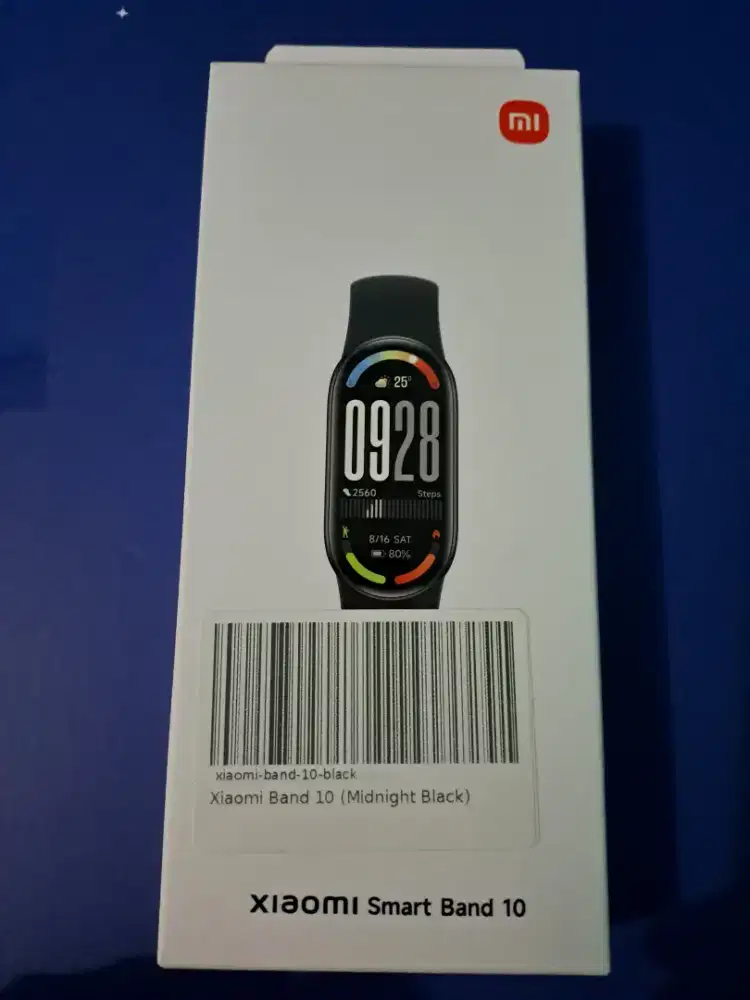 mi
25°
0928
2560 Steps
8/16 SAT
80%
xiaomi-band-10-black
Xiaomi Band 10 (Midnight Black)
xiaomi Smart Band 10